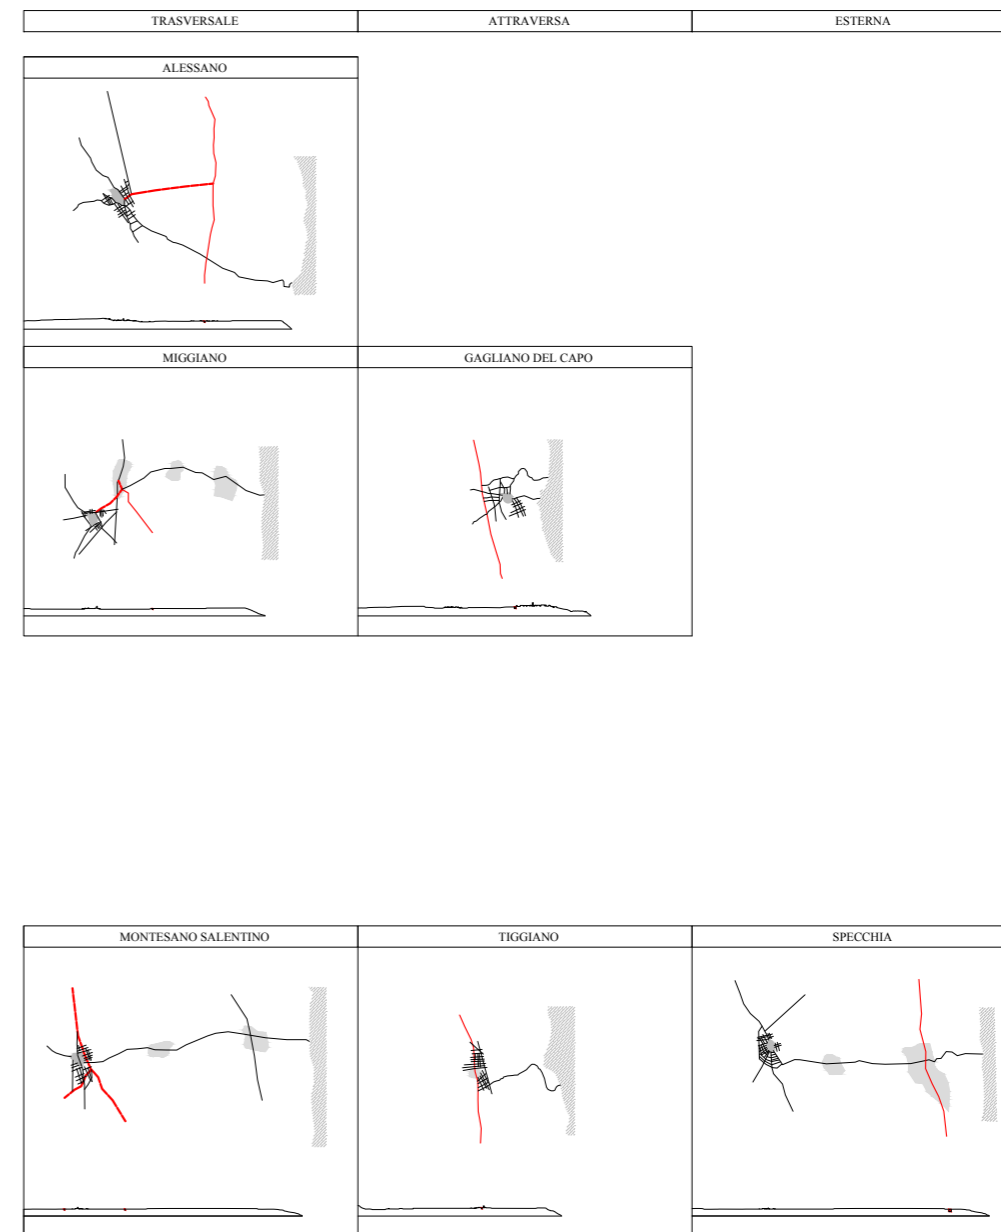 TRASVERSALE
ATTRAVERSA
ESTERNA
ALESSANO
MIGGIANO
GAGLIANO DEL CAPO
MONTESANO SALENTINO
TIGGIANO
SPECCHIA